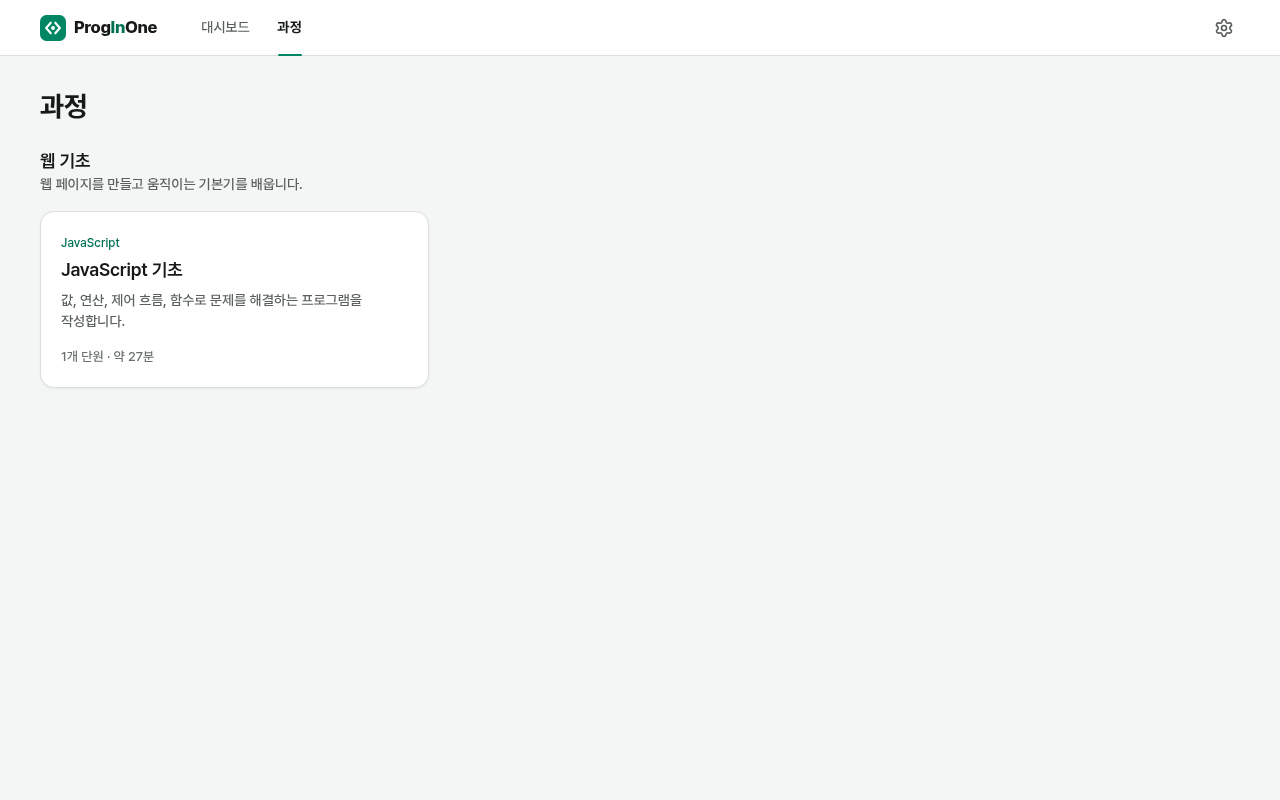 ProgInOne
대시보드
과정
과정
웹 기초
웹 페이지를 만들고 움직이는 기본기를 배웁니다.
JavaScript
JavaScript 기초
값, 연산, 제어 흐름, 함수로 문제를 해결하는 프로그램을
작성합니다.
1개 단원 · 약 27분